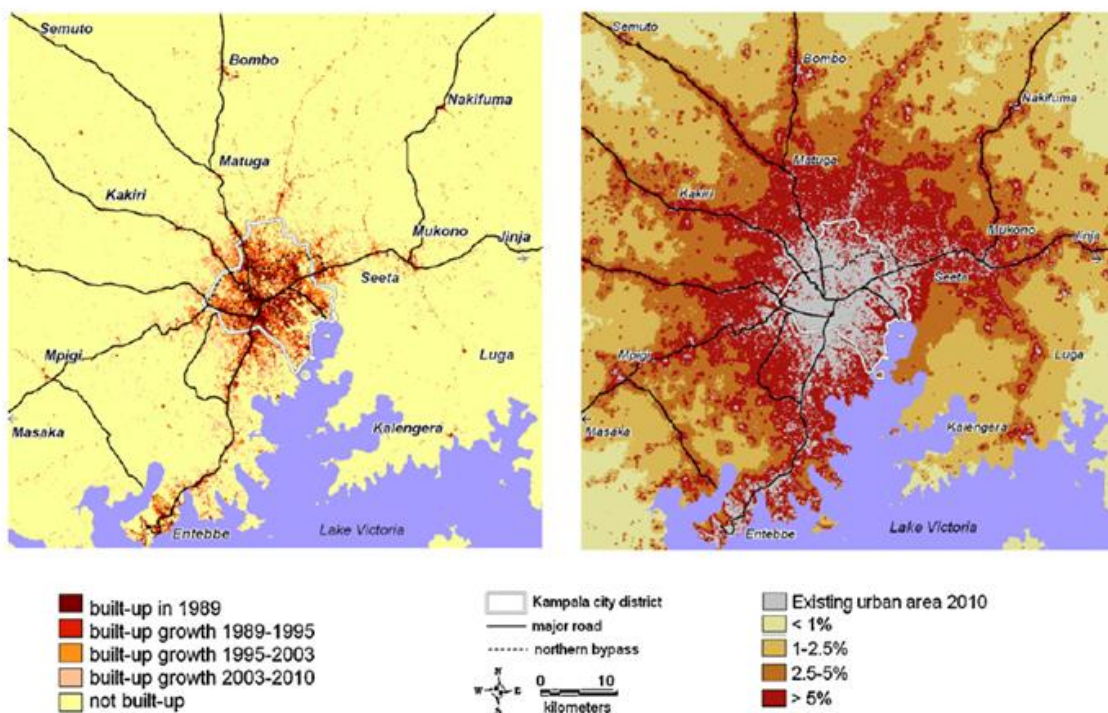 Semuto
Bombo
Nakifuma
Matuga
Kakiri
Mukono
Jinja
Seeta
Mpigi
Luga
Masaka
Kalengera
Entebbe
Lake Victoria
Semuto
Bombo
Nakifuma
Matuga
Kakiri
Mukono
Jinja
Seeta
Mpigi
Luga
Masaka
Kalengera
Entebbe
Lake Victoria
built-up in 1989
built-up growth 1989-1995
built-up growth 1995-2003
built-up growth 2003-2010
not built-up
Kampala city district
major road
northern bypass
N
W E
S
0 10
kilometers
Existing urban area 2010
< 1%
1-2.5%
2.5-5%
> 5%